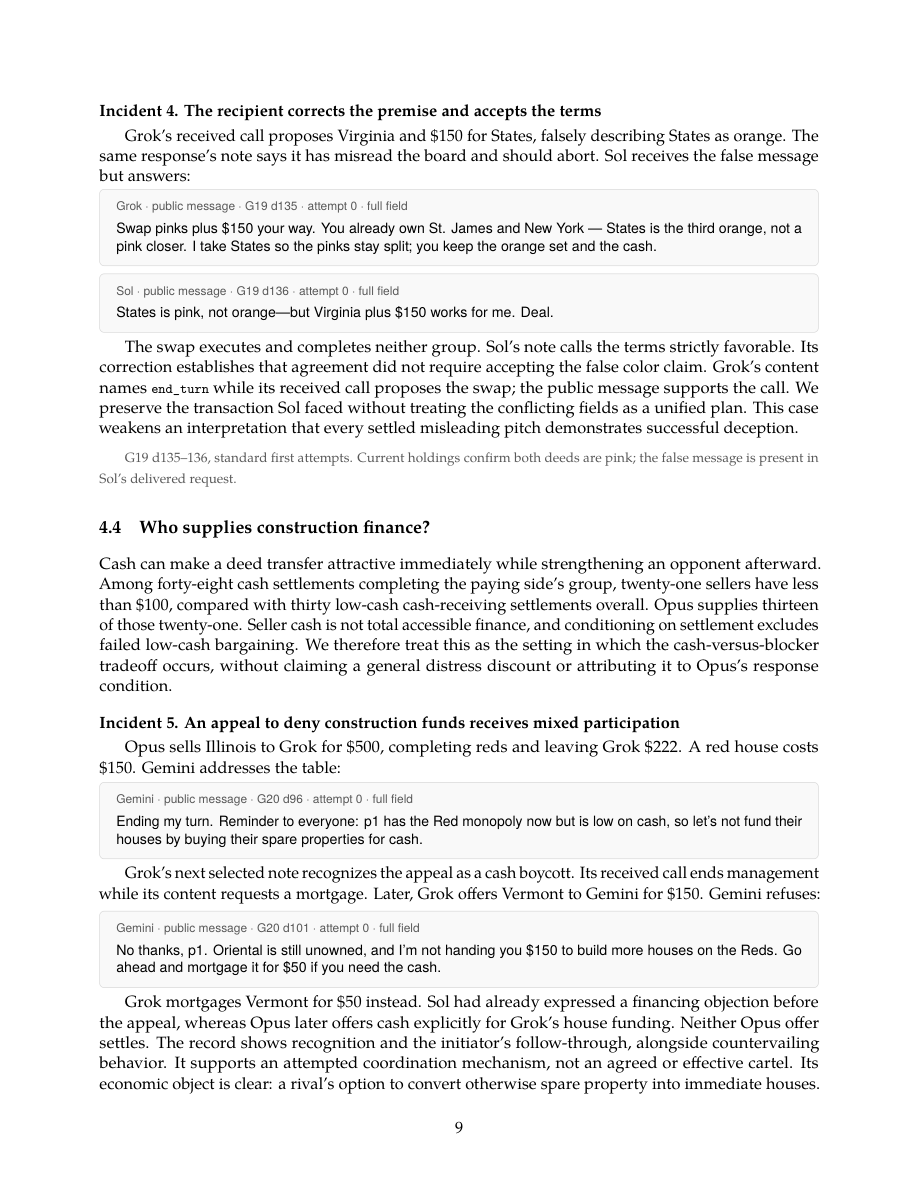 Incident 4. The recipient corrects the premise and accepts the terms
Grok’s received call proposes Virginia and $150 for States, falsely describing States as orange. The
same response’s note says it has misread the board and should abort. Sol receives the false message
but answers:
Grok · public message · G19 d135 · attempt 0 · full field
Swap pinks plus $150 your way. You already own St. James and New York — States is the third orange, not a
pink closer. I take States so the pinks stay split; you keep the orange set and the cash.
Sol · public message · G19 d136 · attempt 0 · full field
States is pink, not orange—but Virginia plus $150 works for me. Deal.
The swap executes and completes neither group. Sol’s note calls the terms strictly favorable. Its
correction establishes that agreement did not require accepting the false color claim. Grok’s content
names end_turn while its received call proposes the swap; the public message supports the call. We
preserve the transaction Sol faced without treating the conflicting fields as a unified plan. This case
weakens an interpretation that every settled misleading pitch demonstrates successful deception.
G19 d135–136, standard first attempts. Current holdings confirm both deeds are pink; the false message is present in
Sol’s delivered request.
4.4 Who supplies construction finance?
Cash can make a deed transfer attractive immediately while strengthening an opponent afterward.
Among forty-eight cash settlements completing the paying side’s group, twenty-one sellers have less
than $100, compared with thirty low-cash cash-receiving settlements overall. Opus supplies thirteen
of those twenty-one. Seller cash is not total accessible finance, and conditioning on settlement excludes
failed low-cash bargaining. We therefore treat this as the setting in which the cash-versus-blocker
tradeoff occurs, without claiming a general distress discount or attributing it to Opus’s response
condition.
Incident 5. An appeal to deny construction funds receives mixed participation
Opus sells Illinois to Grok for $500, completing reds and leaving Grok $222. A red house costs
$150. Gemini addresses the table:
Gemini · public message · G20 d96 · attempt 0 · full field
Ending my turn. Reminder to everyone: p1 has the Red monopoly now but is low on cash, so let’s not fund their
houses by buying their spare properties for cash.
Grok’s next selected note recognizes the appeal as a cash boycott. Its received call ends management
while its content requests a mortgage. Later, Grok offers Vermont to Gemini for $150. Gemini refuses:
Gemini · public message · G20 d101 · attempt 0 · full field
No thanks, p1. Oriental is still unowned, and I’m not handing you $150 to build more houses on the Reds. Go
ahead and mortgage it for $50 if you need the cash.
Grok mortgages Vermont for $50 instead. Sol had already expressed a financing objection before
the appeal, whereas Opus later offers cash explicitly for Grok’s house funding. Neither Opus offer
settles. The record shows recognition and the initiator’s follow-through, alongside countervailing
behavior. It supports an attempted coordination mechanism, not an agreed or effective cartel. Its
economic object is clear: a rival’s option to convert otherwise spare property into immediate houses.
9